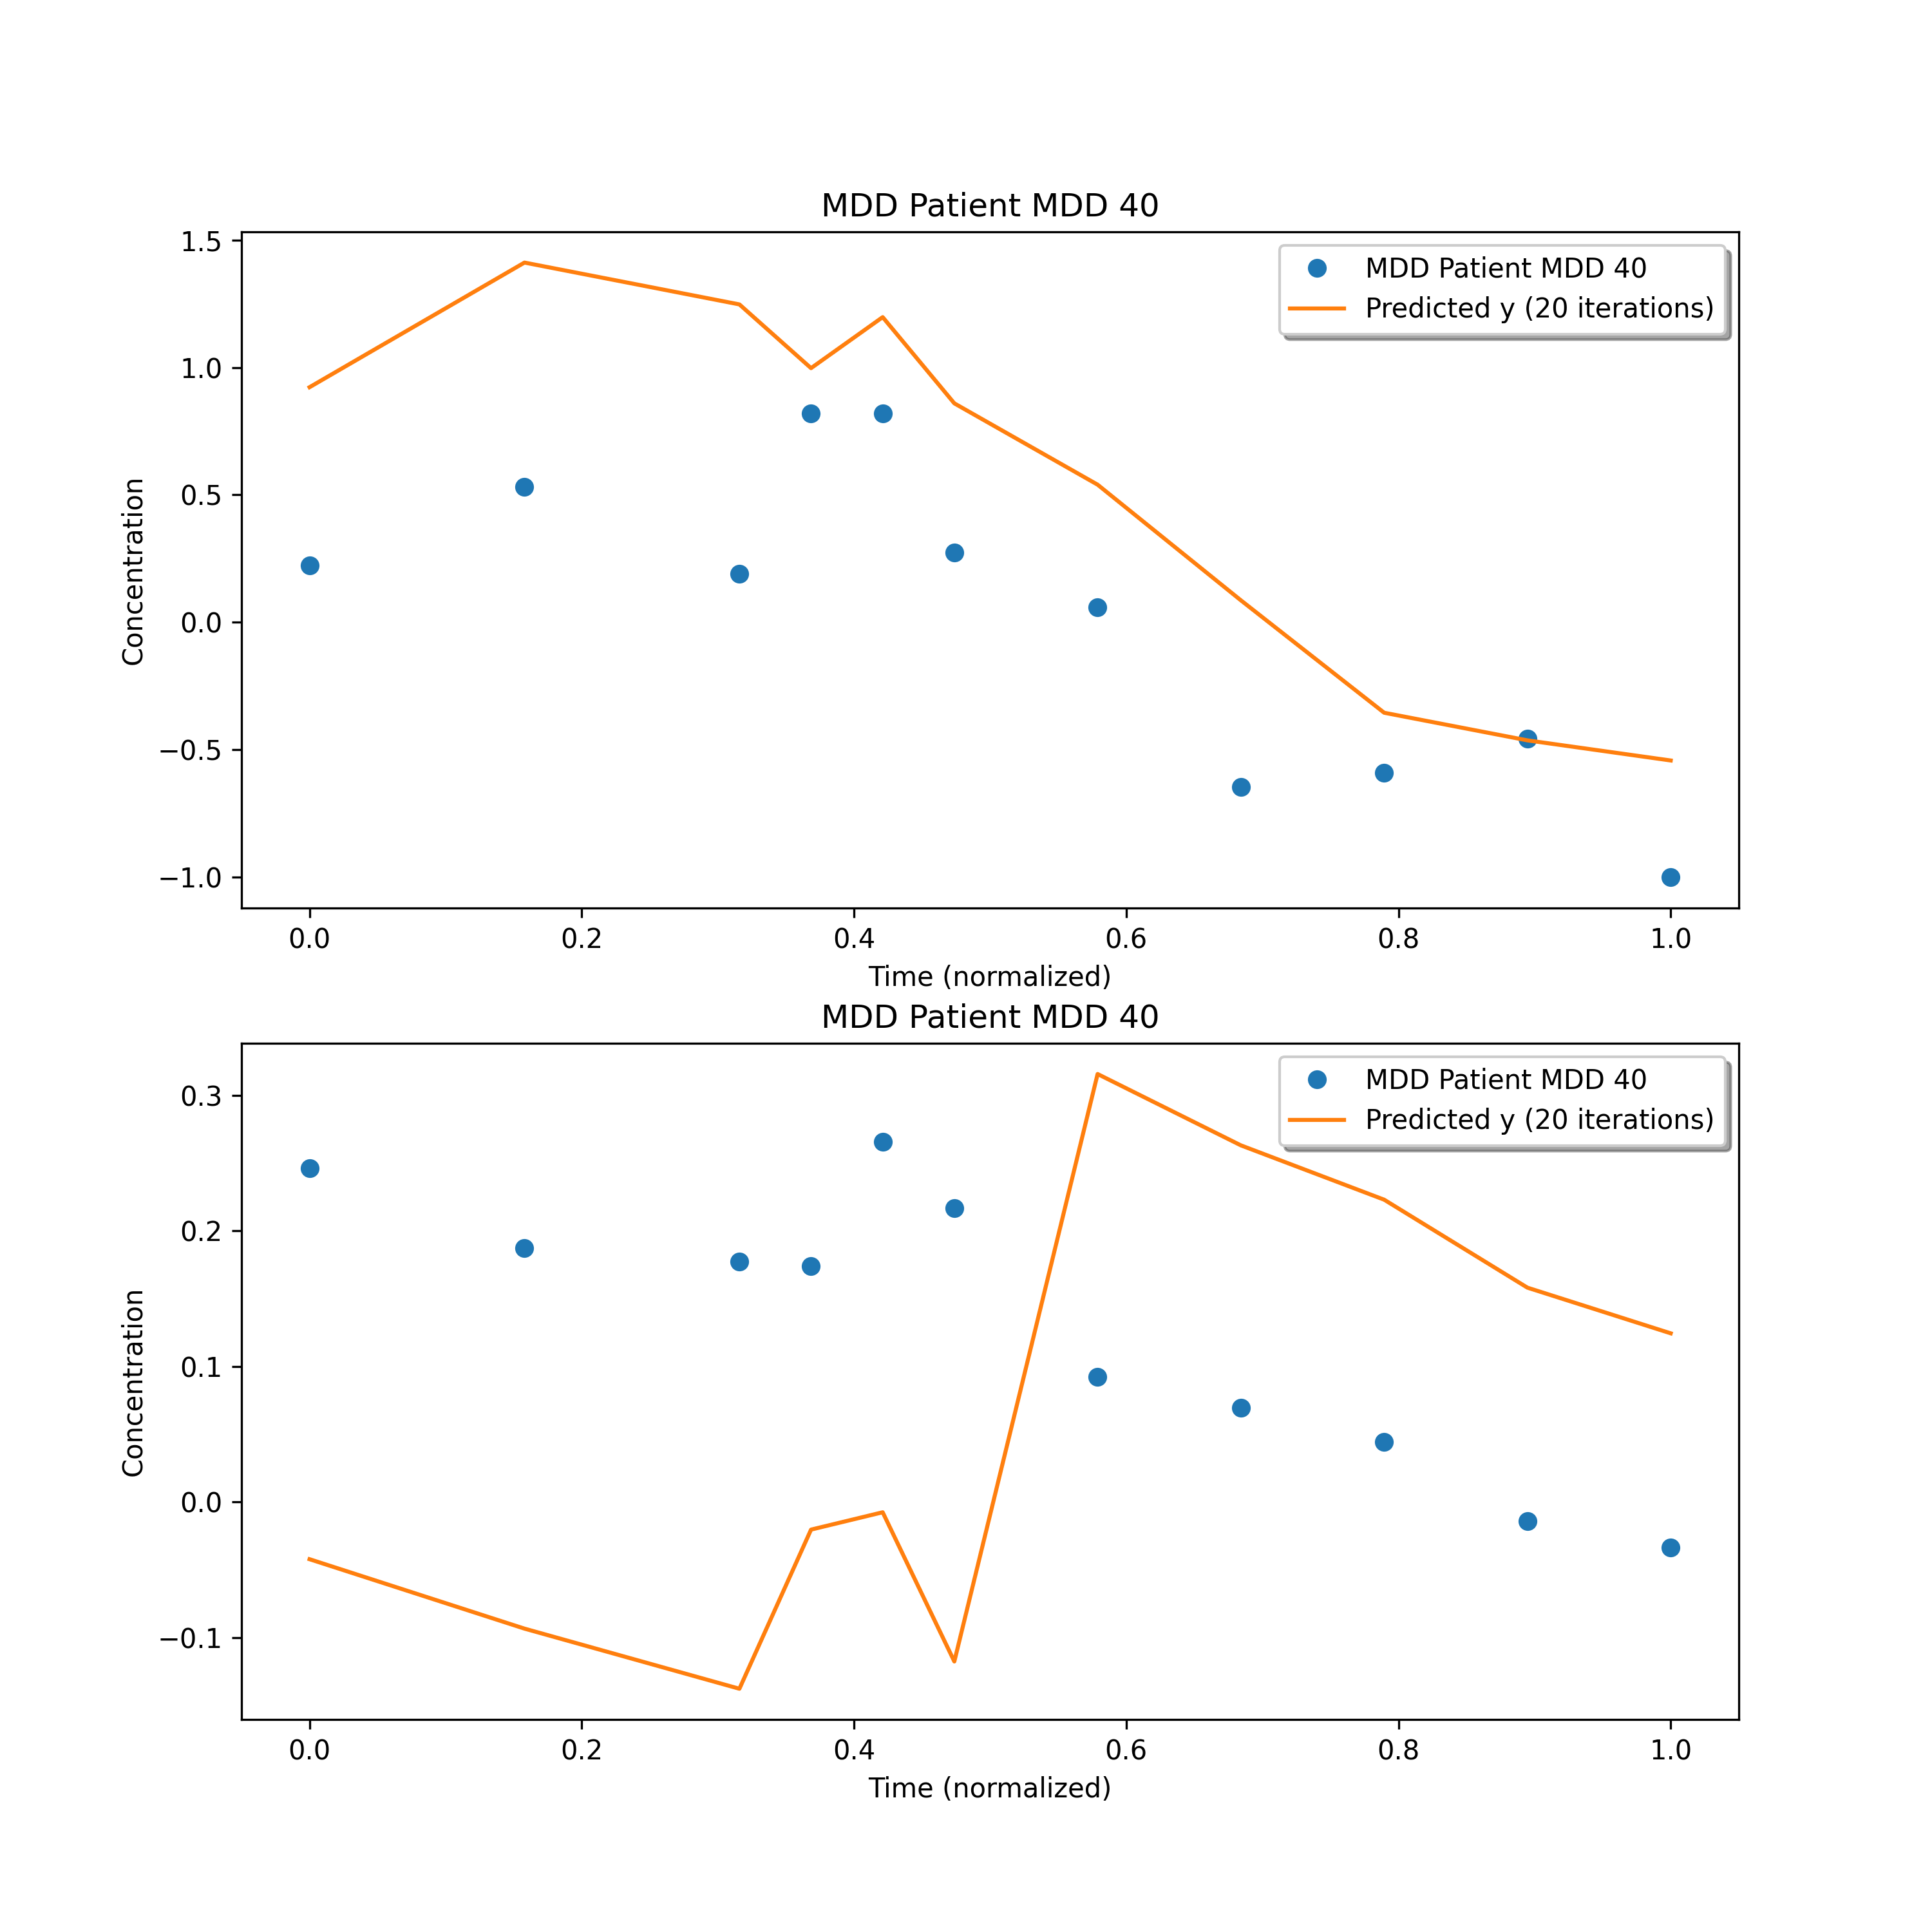 MDD Patient MDD 40
1.5
1.0
0.5
0.0
−0.5
−1.0
Concentration
MDD Patient MDD 40
Predicted y (20 iterations)
0.0 0.2 0.4 0.6 0.8 1.0
Time (normalized)
MDD Patient MDD 40
0.3
0.2
0.1
0.0
−0.1
Concentration
MDD Patient MDD 40
Predicted y (20 iterations)
0.0 0.2 0.4 0.6 0.8 1.0
Time (normalized)